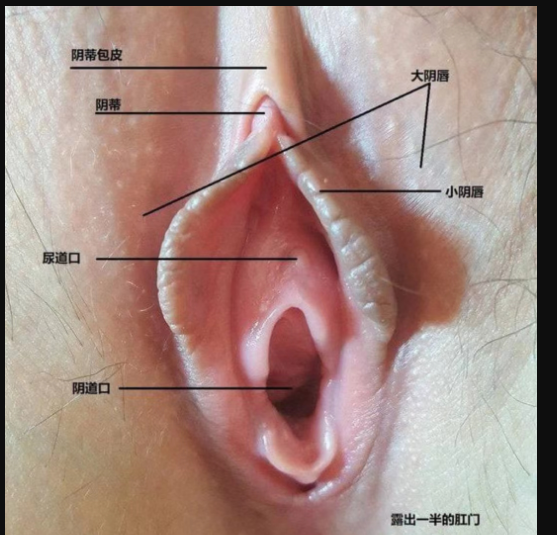 阴蒂包皮
大阴唇
阴蒂
小阴唇
尿道口
阴道口
露出一半的肛门